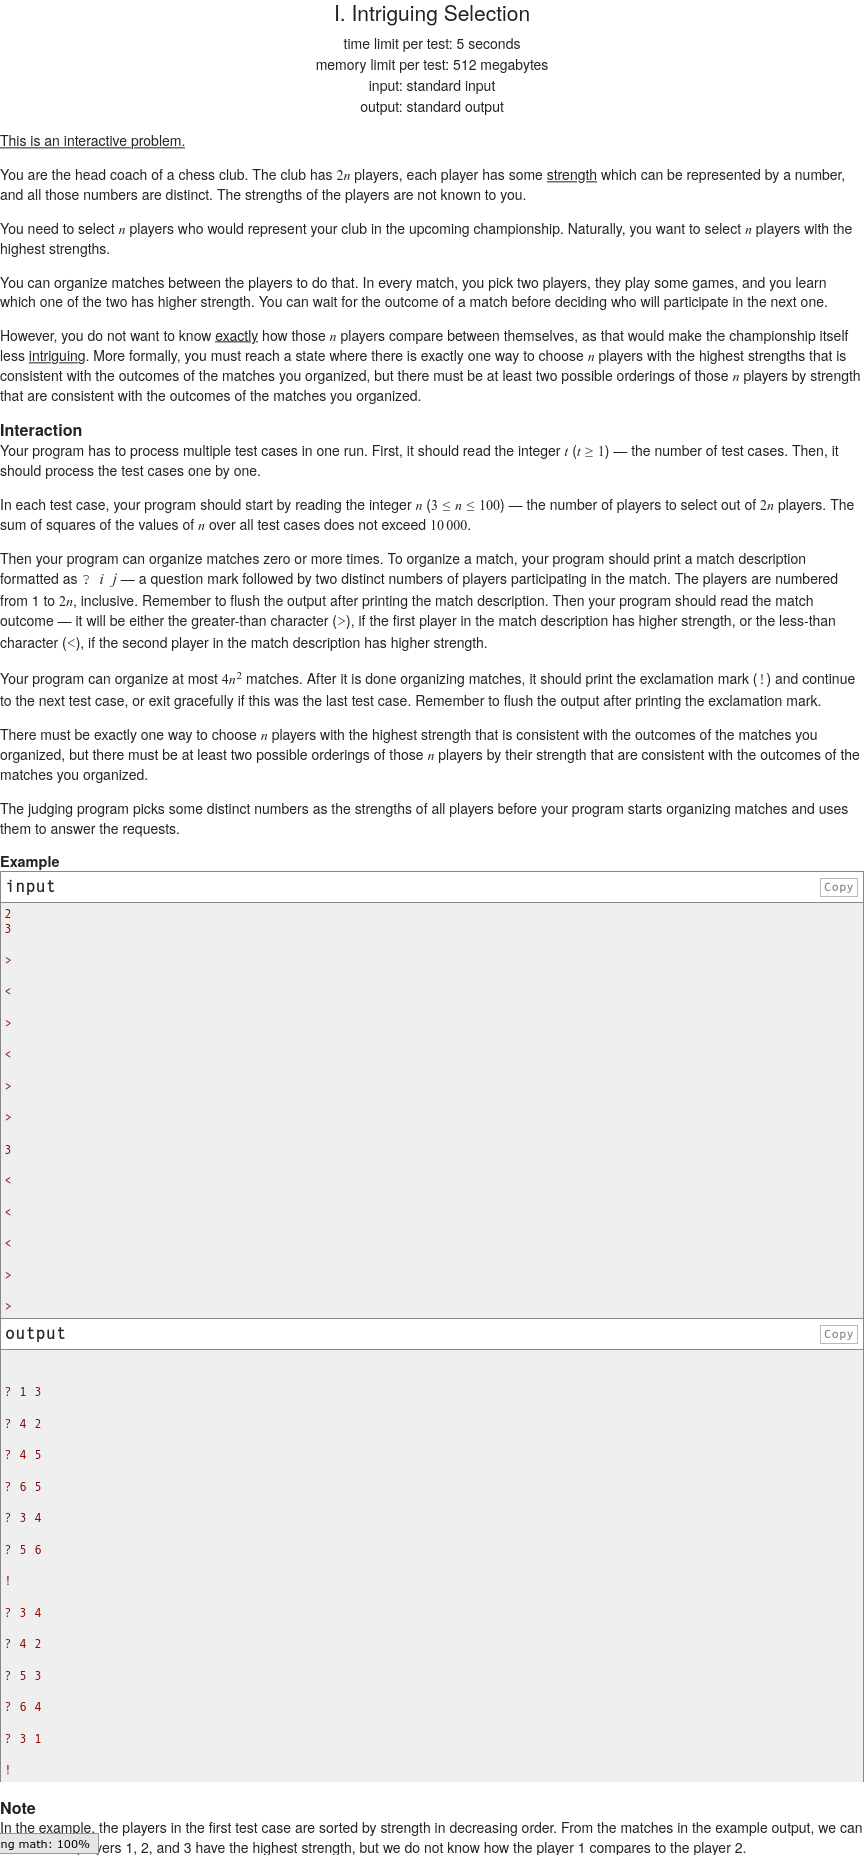 I. Intriguing Selection
time limit per test: 5 seconds
memory limit per test: 512 megabytes
input: standard input
output: standard output
This is an interactive problem.
You are the head coach of a chess club. The club has 2n players, each player has some strength which can be represented by a number,
and all those numbers are distinct. The strengths of the players are not known to you.
You need to select n players who would represent your club in the upcoming championship. Naturally, you want to select n players with the
highest strengths.
You can organize matches between the players to do that. In every match, you pick two players, they play some games, and you learn
which one of the two has higher strength. You can wait for the outcome of a match before deciding who will participate in the next one.
However, you do not want to know exactly how those n players compare between themselves, as that would make the championship itself
less intriguing. More formally, you must reach a state where there is exactly one way to choose n players with the highest strengths that is
consistent with the outcomes of the matches you organized, but there must be at least two possible orderings of those n players by strength
that are consistent with the outcomes of the matches you organized.
Interaction
Your program has to process multiple test cases in one run. First, it should read the integer t (t ≥ 1) — the number of test cases. Then, it
should process the test cases one by one.
In each test case, your program should start by reading the integer n (3 ≤ n ≤ 100) — the number of players to select out of 2n players. The
sum of squares of the values of n over all test cases does not exceed 10 000.
Then your program can organize matches zero or more times. To organize a match, your program should print a match description
formatted as ? i j — a question mark followed by two distinct numbers of players participating in the match. The players are numbered
from 1 to 2n, inclusive. Remember to flush the output after printing the match description. Then your program should read the match
outcome — it will be either the greater-than character (>), if the first player in the match description has higher strength, or the less-than
character (<), if the second player in the match description has higher strength.
Your program can organize at most 4n² matches. After it is done organizing matches, it should print the exclamation mark (!) and continue
to the next test case, or exit gracefully if this was the last test case. Remember to flush the output after printing the exclamation mark.
There must be exactly one way to choose n players with the highest strength that is consistent with the outcomes of the matches you
organized, but there must be at least two possible orderings of those n players by their strength that are consistent with the outcomes of the
matches you organized.
The judging program picks some distinct numbers as the strengths of all players before your program starts organizing matches and uses
them to answer the requests.
Example
input
Copy
2
3
>
<
>
<
>
>
3
<
<
<
>
>
output
Copy
? 1 3
? 4 2
? 4 5
? 6 5
? 3 4
? 5 6
!
? 3 4
? 4 2
? 5 3
? 6 4
? 3 1
!
Note
In the example, the players in the first test case are sorted by strength in decreasing order. From the matches in the example output, we can
ng math: 100%
yers 1, 2, and 3 have the highest strength, but we do not know how the player 1 compares to the player 2.